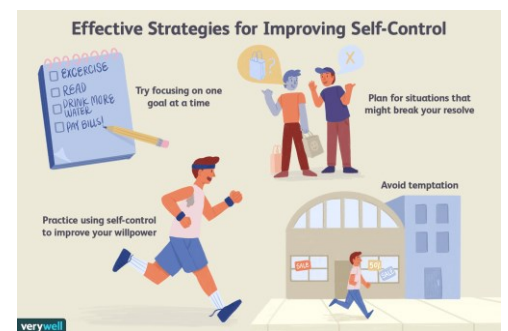 Effective Strategies for Improving Self-Control
EXCERCISE
READ
DRINK MORE
WATER
PAY BILLS!
Try focusing on one
goal at a time
Plan for situations that
might break your resolve
Practice using self-control
to improve your willpower
Avoid temptation
SALE
verywell